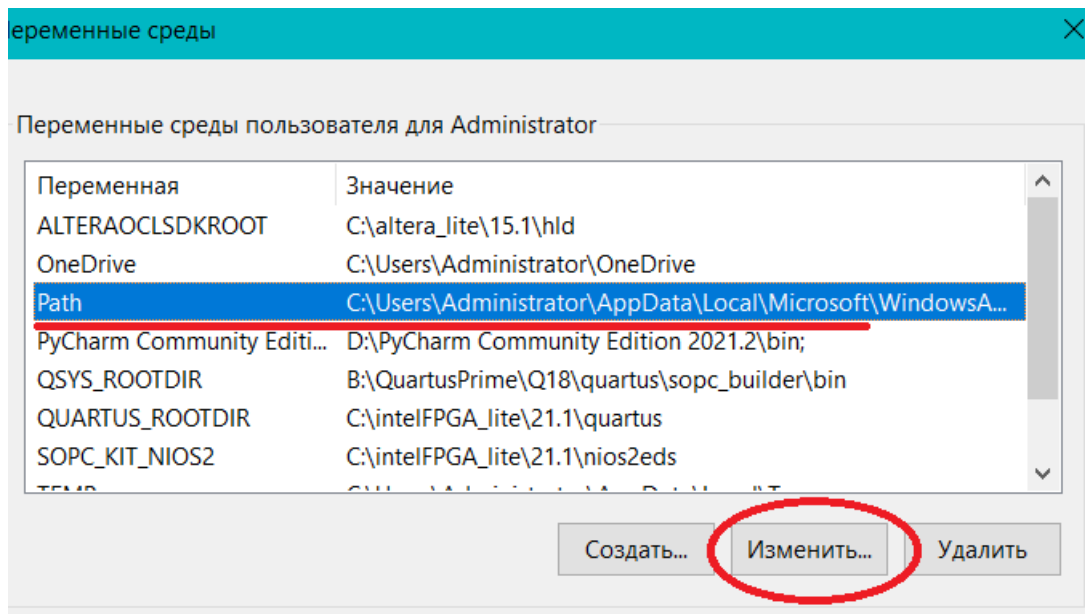 Переменные среды
Переменные среды пользователя для Administrator
Переменная Значение
ALTERAOCLSDKROOT C:\altera_lite\15.1\hld
OneDrive C:\Users\Administrator\OneDrive
Path C:\Users\Administrator\AppData\Local\Microsoft\WindowsA...
PyCharm Community Editi... D:\PyCharm Community Edition 2021.2\bin;
QSYS_ROOTDIR B:\QuartusPrime\Q18\quartus\sopc_builder\bin
QUARTUS_ROOTDIR C:\intelFPGA_lite\21.1\quartus
SOPC_KIT_NIOS2 C:\intelFPGA_lite\21.1\nios2eds
Создать... Изменить... Удалить